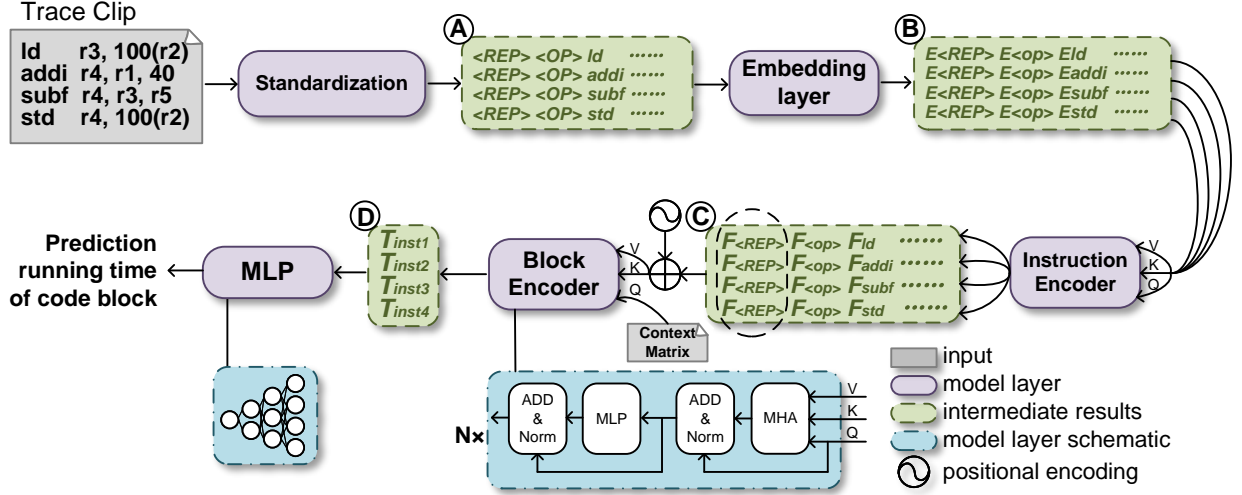 Trace Clip
ld r3, 100(r2)
addi r4, r1, 40
subf r4, r3, r5
std r4, 100(r2)
Standardization
A
<REP> <OP> ld ······
<REP> <OP> addi ······
<REP> <OP> subf ······
<REP> <OP> std ······
Embedding
layer
B
E<REP> E<op> Eld ······
E<REP> E<op> Eaddi ······
E<REP> E<op> Esubf ······
E<REP> E<op> Estd ······
Prediction
running time
of code block
MLP
D
Tinst1
Tinst2
Tinst3
Tinst4
Block
Encoder
V
K
Q
Context
Matrix
C
F<REP> F<op> Fld ······
F<REP> F<op> Faddi ······
F<REP> F<op> Fsubf ······
F<REP> F<op> Fstd ······
Instruction
Encoder
V
K
Q
N×
ADD
&
Norm
MLP
ADD
&
Norm
MHA
V
K
Q
input
model layer
intermediate results
model layer schematic
positional encoding